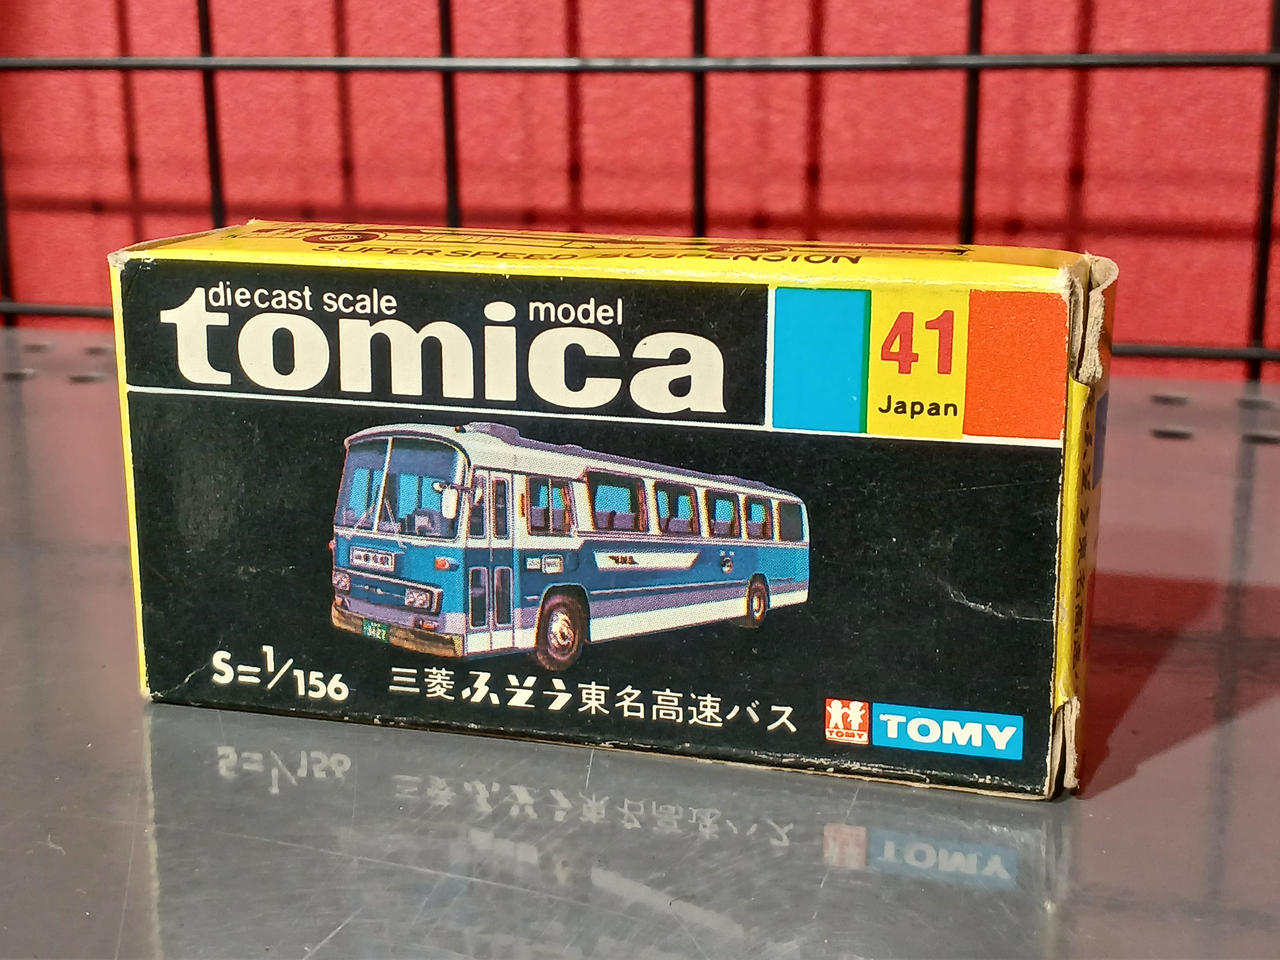 SUPER SPEED/SUSPENSION
diecast scale model
tomica
41
Japan
3427
S=1/156
三菱ふそう東名高速バス
TOMY
TOMY